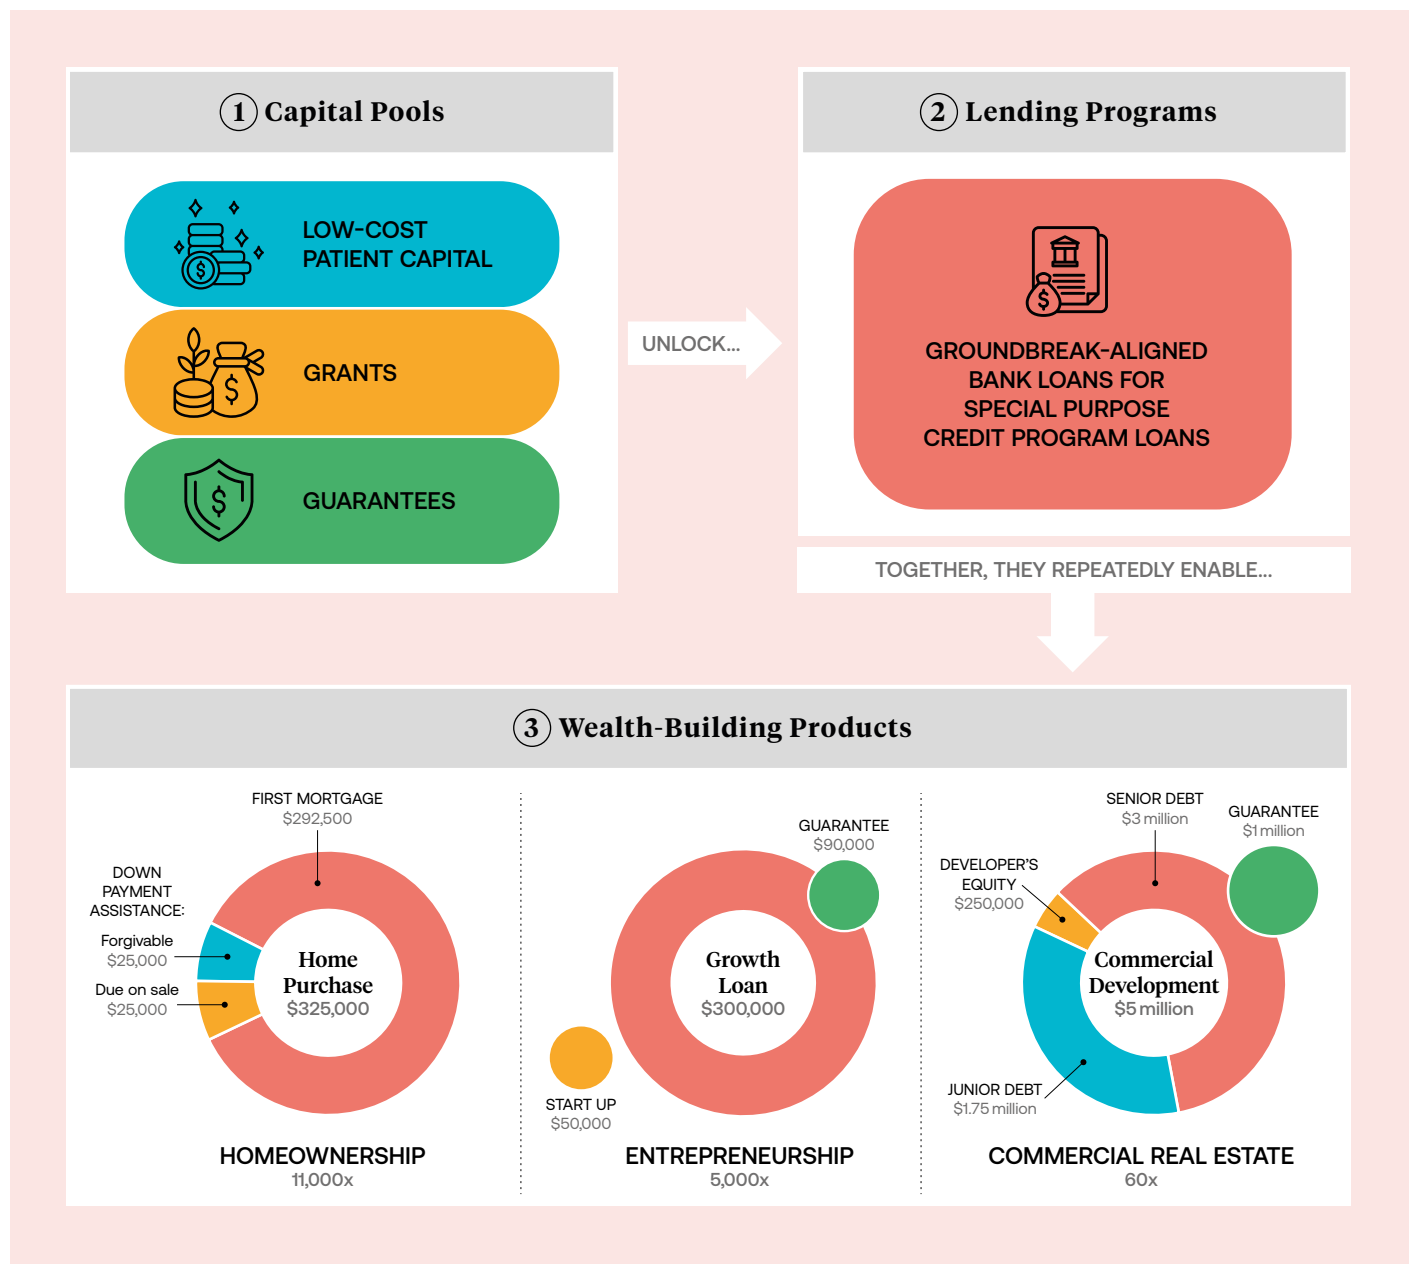 1 Capital Pools
LOW-COST
PATIENT CAPITAL
GRANTS
GUARANTEES
UNLOCK...
2 Lending Programs
GROUNDBREAK-ALIGNED
BANK LOANS FOR
SPECIAL PURPOSE
CREDIT PROGRAM LOANS
TOGETHER, THEY REPEATEDLY ENABLE...
3 Wealth-Building Products
FIRST MORTGAGE
$292,500
DOWN
PAYMENT
ASSISTANCE:
Forgivable
$25,000
Due on sale
$25,000
Home
Purchase
$325,000
HOMEOWNERSHIP
11,000x
GUARANTEE
$90,000
Growth
Loan
$300,000
START UP
$50,000
ENTREPRENEURSHIP
5,000x
SENIOR DEBT
$3 million
GUARANTEE
$1 million
DEVELOPER'S
EQUITY
$250,000
Commercial
Development
$5 million
JUNIOR DEBT
$1.75 million
COMMERCIAL REAL ESTATE
60x